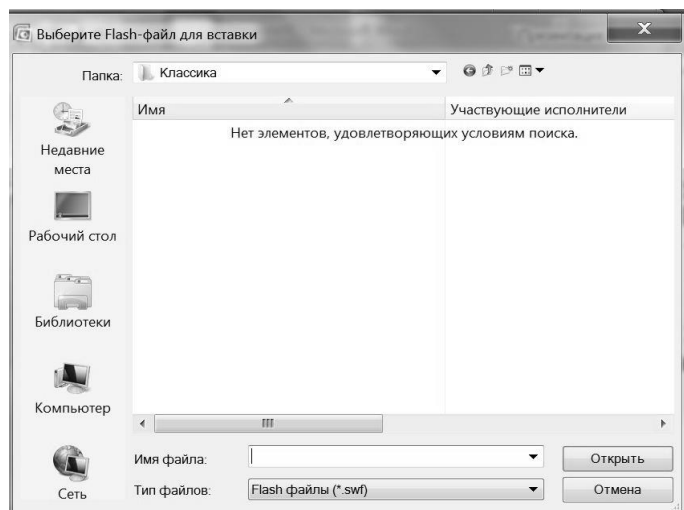 Выберите Flash-файл для вставки
Папка: Классика
Имя Участвующие исполнители
Нет элементов, удовлетворяющих условиям поиска.
Недавние
места
Рабочий стол
Библиотеки
Компьютер
Сеть
Имя файла: Открыть
Тип файлов: Flash файлы (*.swf) Отмена